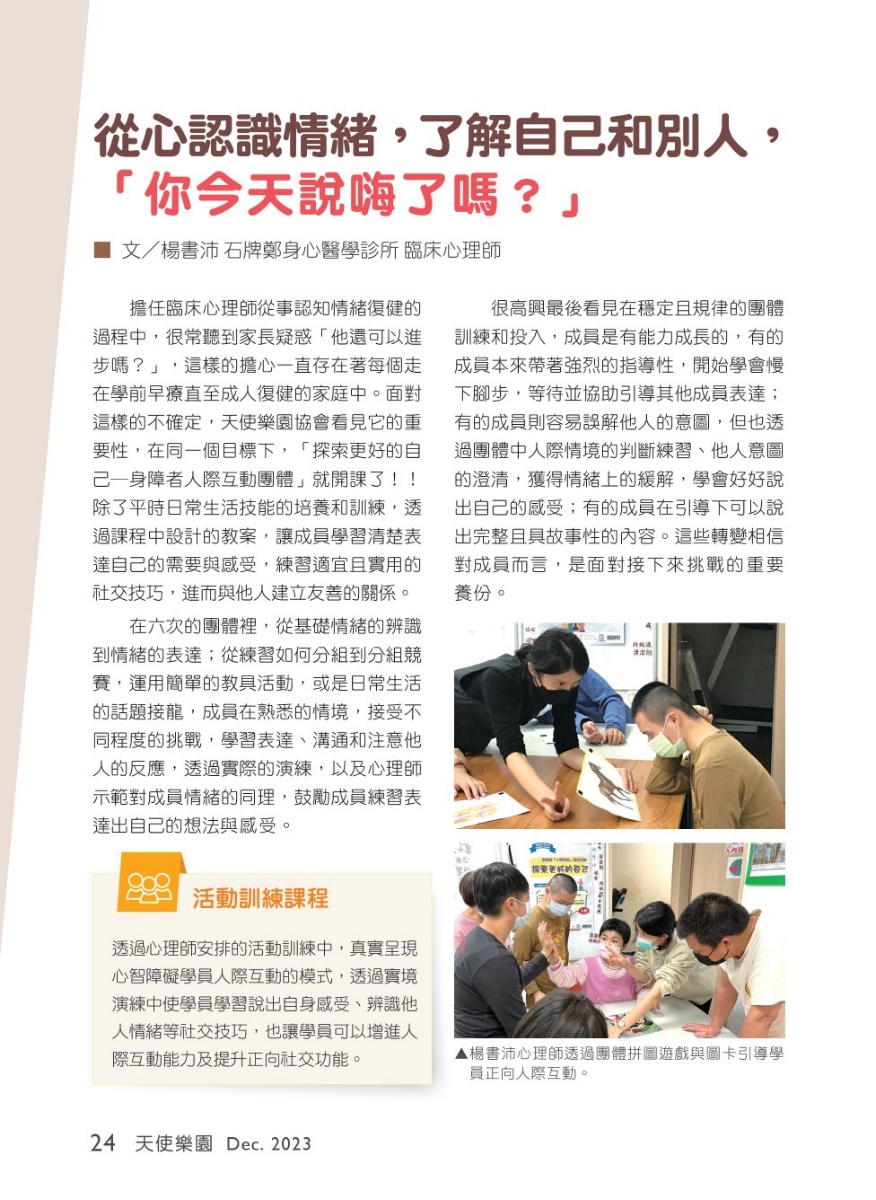 從心認識情緒，了解自己和別人，
「你今天說嗨了嗎？」
■ 文／楊書沛 石牌鄭身心醫學診所 臨床心理師
擔任臨床心理師從事認知情緒復健的
過程中，很常聽到家長疑惑「他還可以進
步嗎？」，這樣的擔心一直存在著每個走
在學前早療直至成人復健的家庭中。面對
這樣的不確定，天使樂園協會看見它的重
要性，在同一個目標下，「探索更好的自
己─身障者人際互動團體」就開課了！！
除了平時日常生活技能的培養和訓練，透
過課程中設計的教案，讓成員學習清楚表
達自己的需要與感受，練習適宜且實用的
社交技巧，進而與他人建立友善的關係。
在六次的團體裡，從基礎情緒的辨識
到情緒的表達；從練習如何分組到分組競
賽，運用簡單的教具活動，或是日常生活
的話題接龍，成員在熟悉的情境，接受不
同程度的挑戰，學習表達、溝通和注意他
人的反應，透過實際的演練，以及心理師
示範對成員情緒的同理，鼓勵成員練習表
達出自己的想法與感受。
活動訓練課程
透過心理師安排的活動訓練中，真實呈現
心智障礙學員人際互動的模式，透過實境
演練中使學員學習說出自身感受、辨識他
人情緒等社交技巧，也讓學員可以增進人
際互動能力及提升正向社交功能。
很高興最後看見在穩定且規律的團體
訓練和投入，成員是有能力成長的，有的
成員本來帶著強烈的指導性，開始學會慢
下腳步，等待並協助引導其他成員表達；
有的成員則容易誤解他人的意圖，但也透
過團體中人際情境的判斷練習、他人意圖
的澄清，獲得情緒上的緩解，學會好好說
出自己的感受；有的成員在引導下可以說
出完整且具故事性的內容。這些轉變相信
對成員而言，是面對接下來挑戰的重要
養份。
探索更好的自己
▲楊書沛心理師透過團體拼圖遊戲與圖卡引導學
員正向人際互動。
24 天使樂園 Dec. 2023